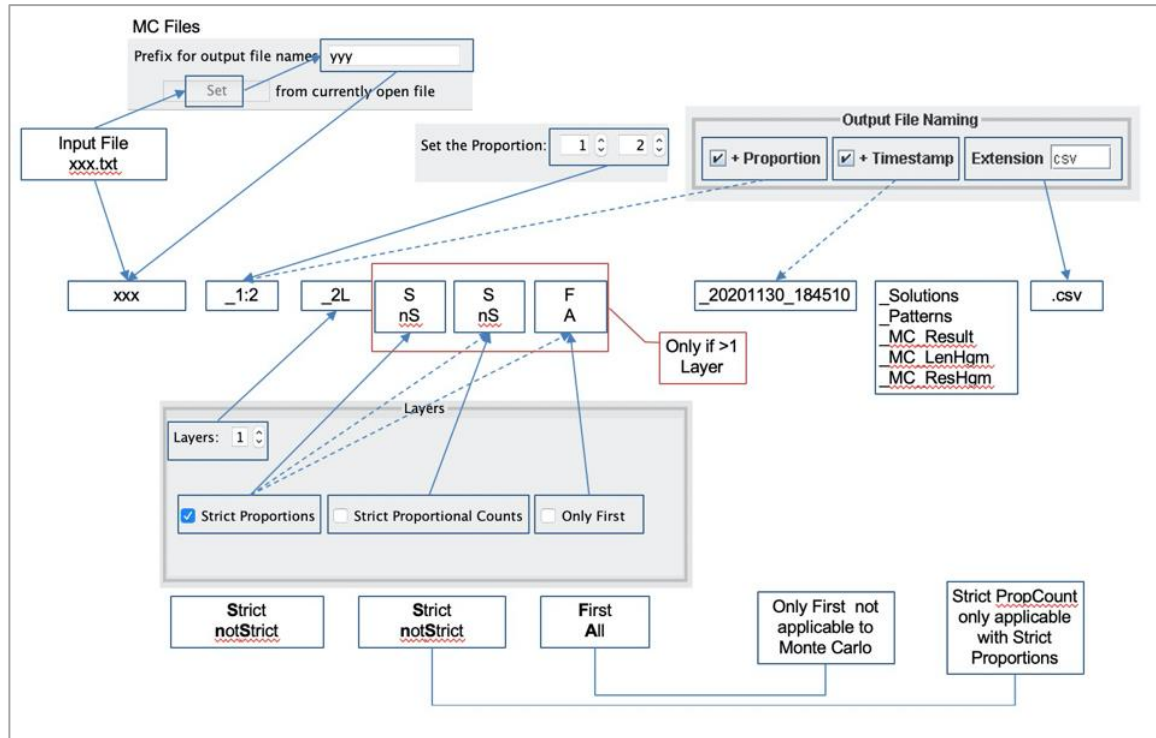 MC Files
Prefix for output file names
yyy
Set
from currently open file
Input File
xxx.txt
Set the Proportion:
1
2
Output File Naming
+ Proportion
+ Timestamp
Extension
csv
xxx
_1:2
_2L
S
nS
S
nS
F
A
_20201130_184510
_Solutions
_Patterns
_MC_Result
_MC_LenHgm
_MC_ResHgm
.csv
Only if >1
Layer
Layers
Layers:
1
Strict Proportions
Strict Proportional Counts
Only First
Strict
notStrict
Strict
notStrict
First
All
Only First not
applicable to
Monte Carlo
Strict PropCount
only applicable
with Strict
Proportions